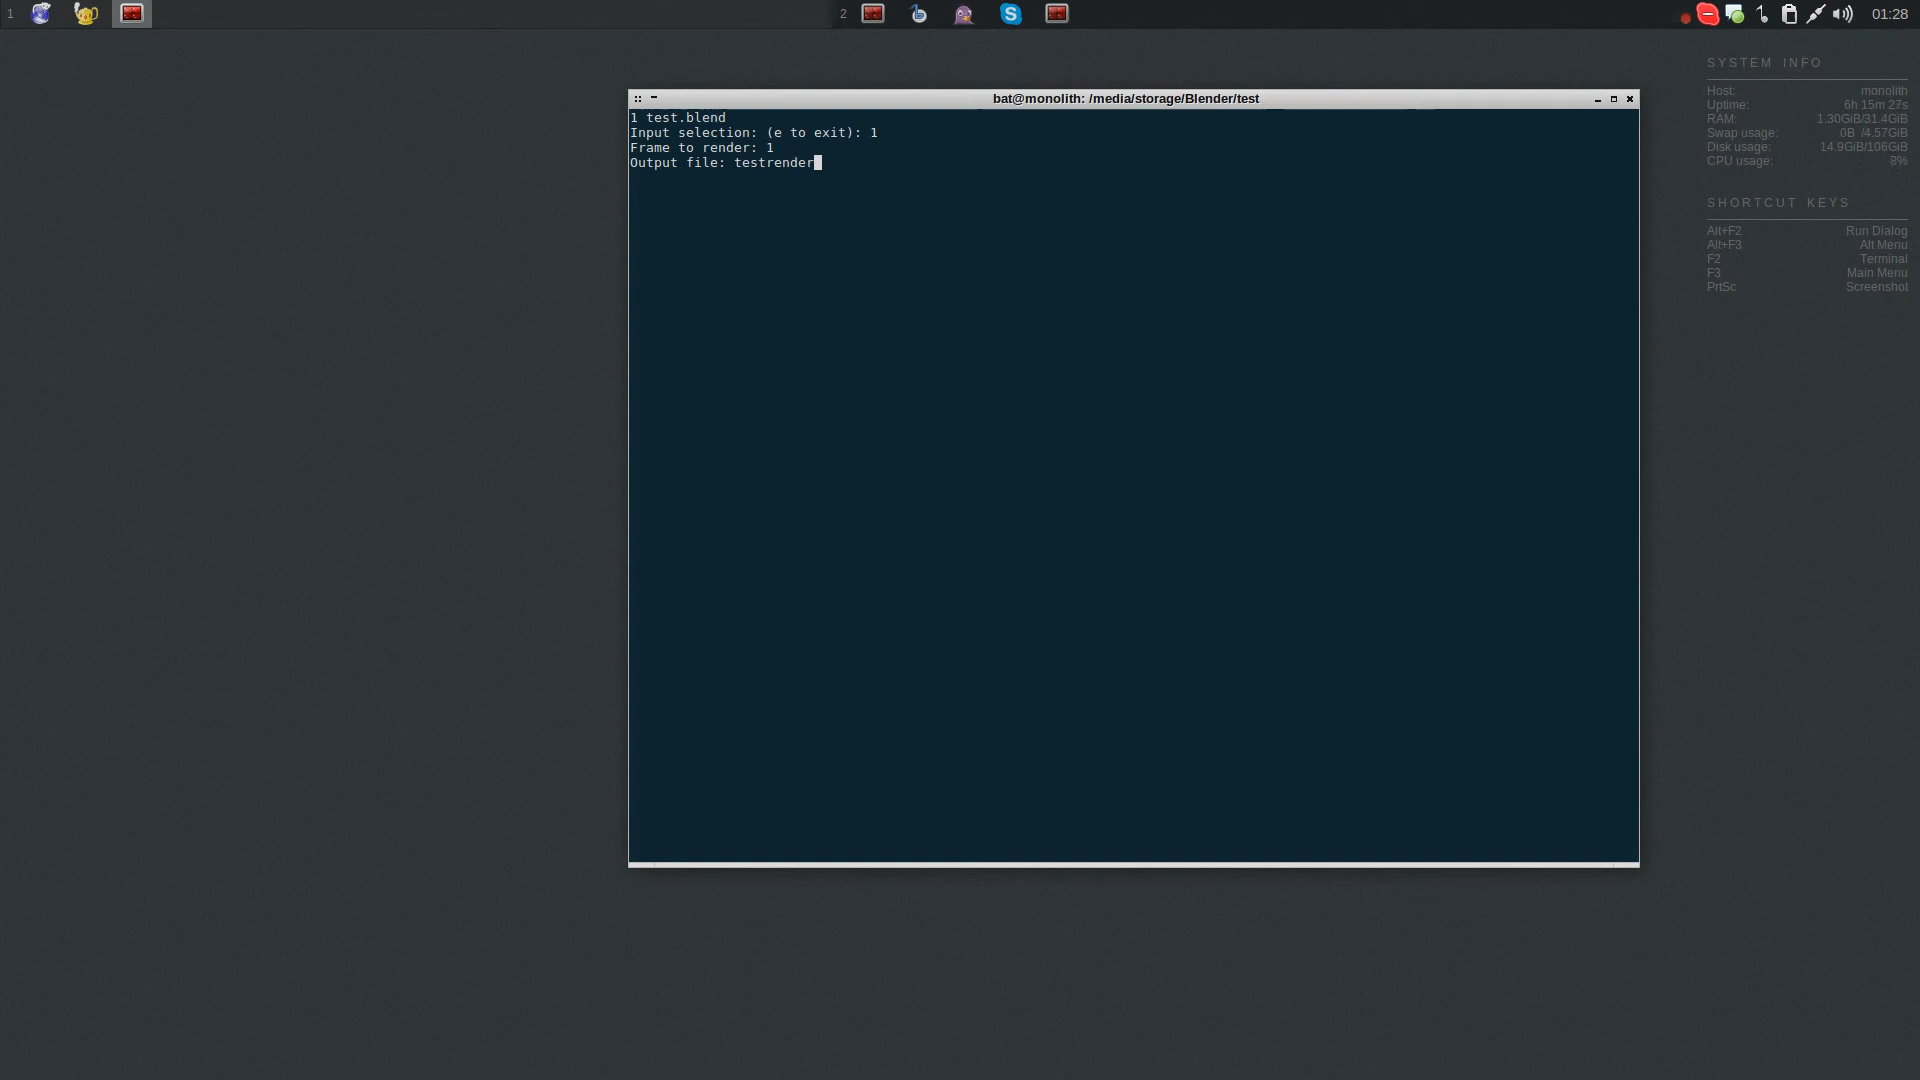 1
2
S
01:28
bat@monolith: /media/storage/Blender/test
1 test.blend
Input selection: (e to exit): 1
Frame to render: 1
Output file: testrender
SYSTEM INFO
Host: monolith
Uptime: 6h 15m 27s
RAM: 1.30GiB/31.4GiB
Swap usage: 0B /4.57GiB
Disk usage: 14.9GiB/106GiB
CPU usage: 8%
SHORTCUT KEYS
Alt+F2 Run Dialog
Alt+F3 Alt Menu
F2 Terminal
F3 Main Menu
PrtSc Screenshot